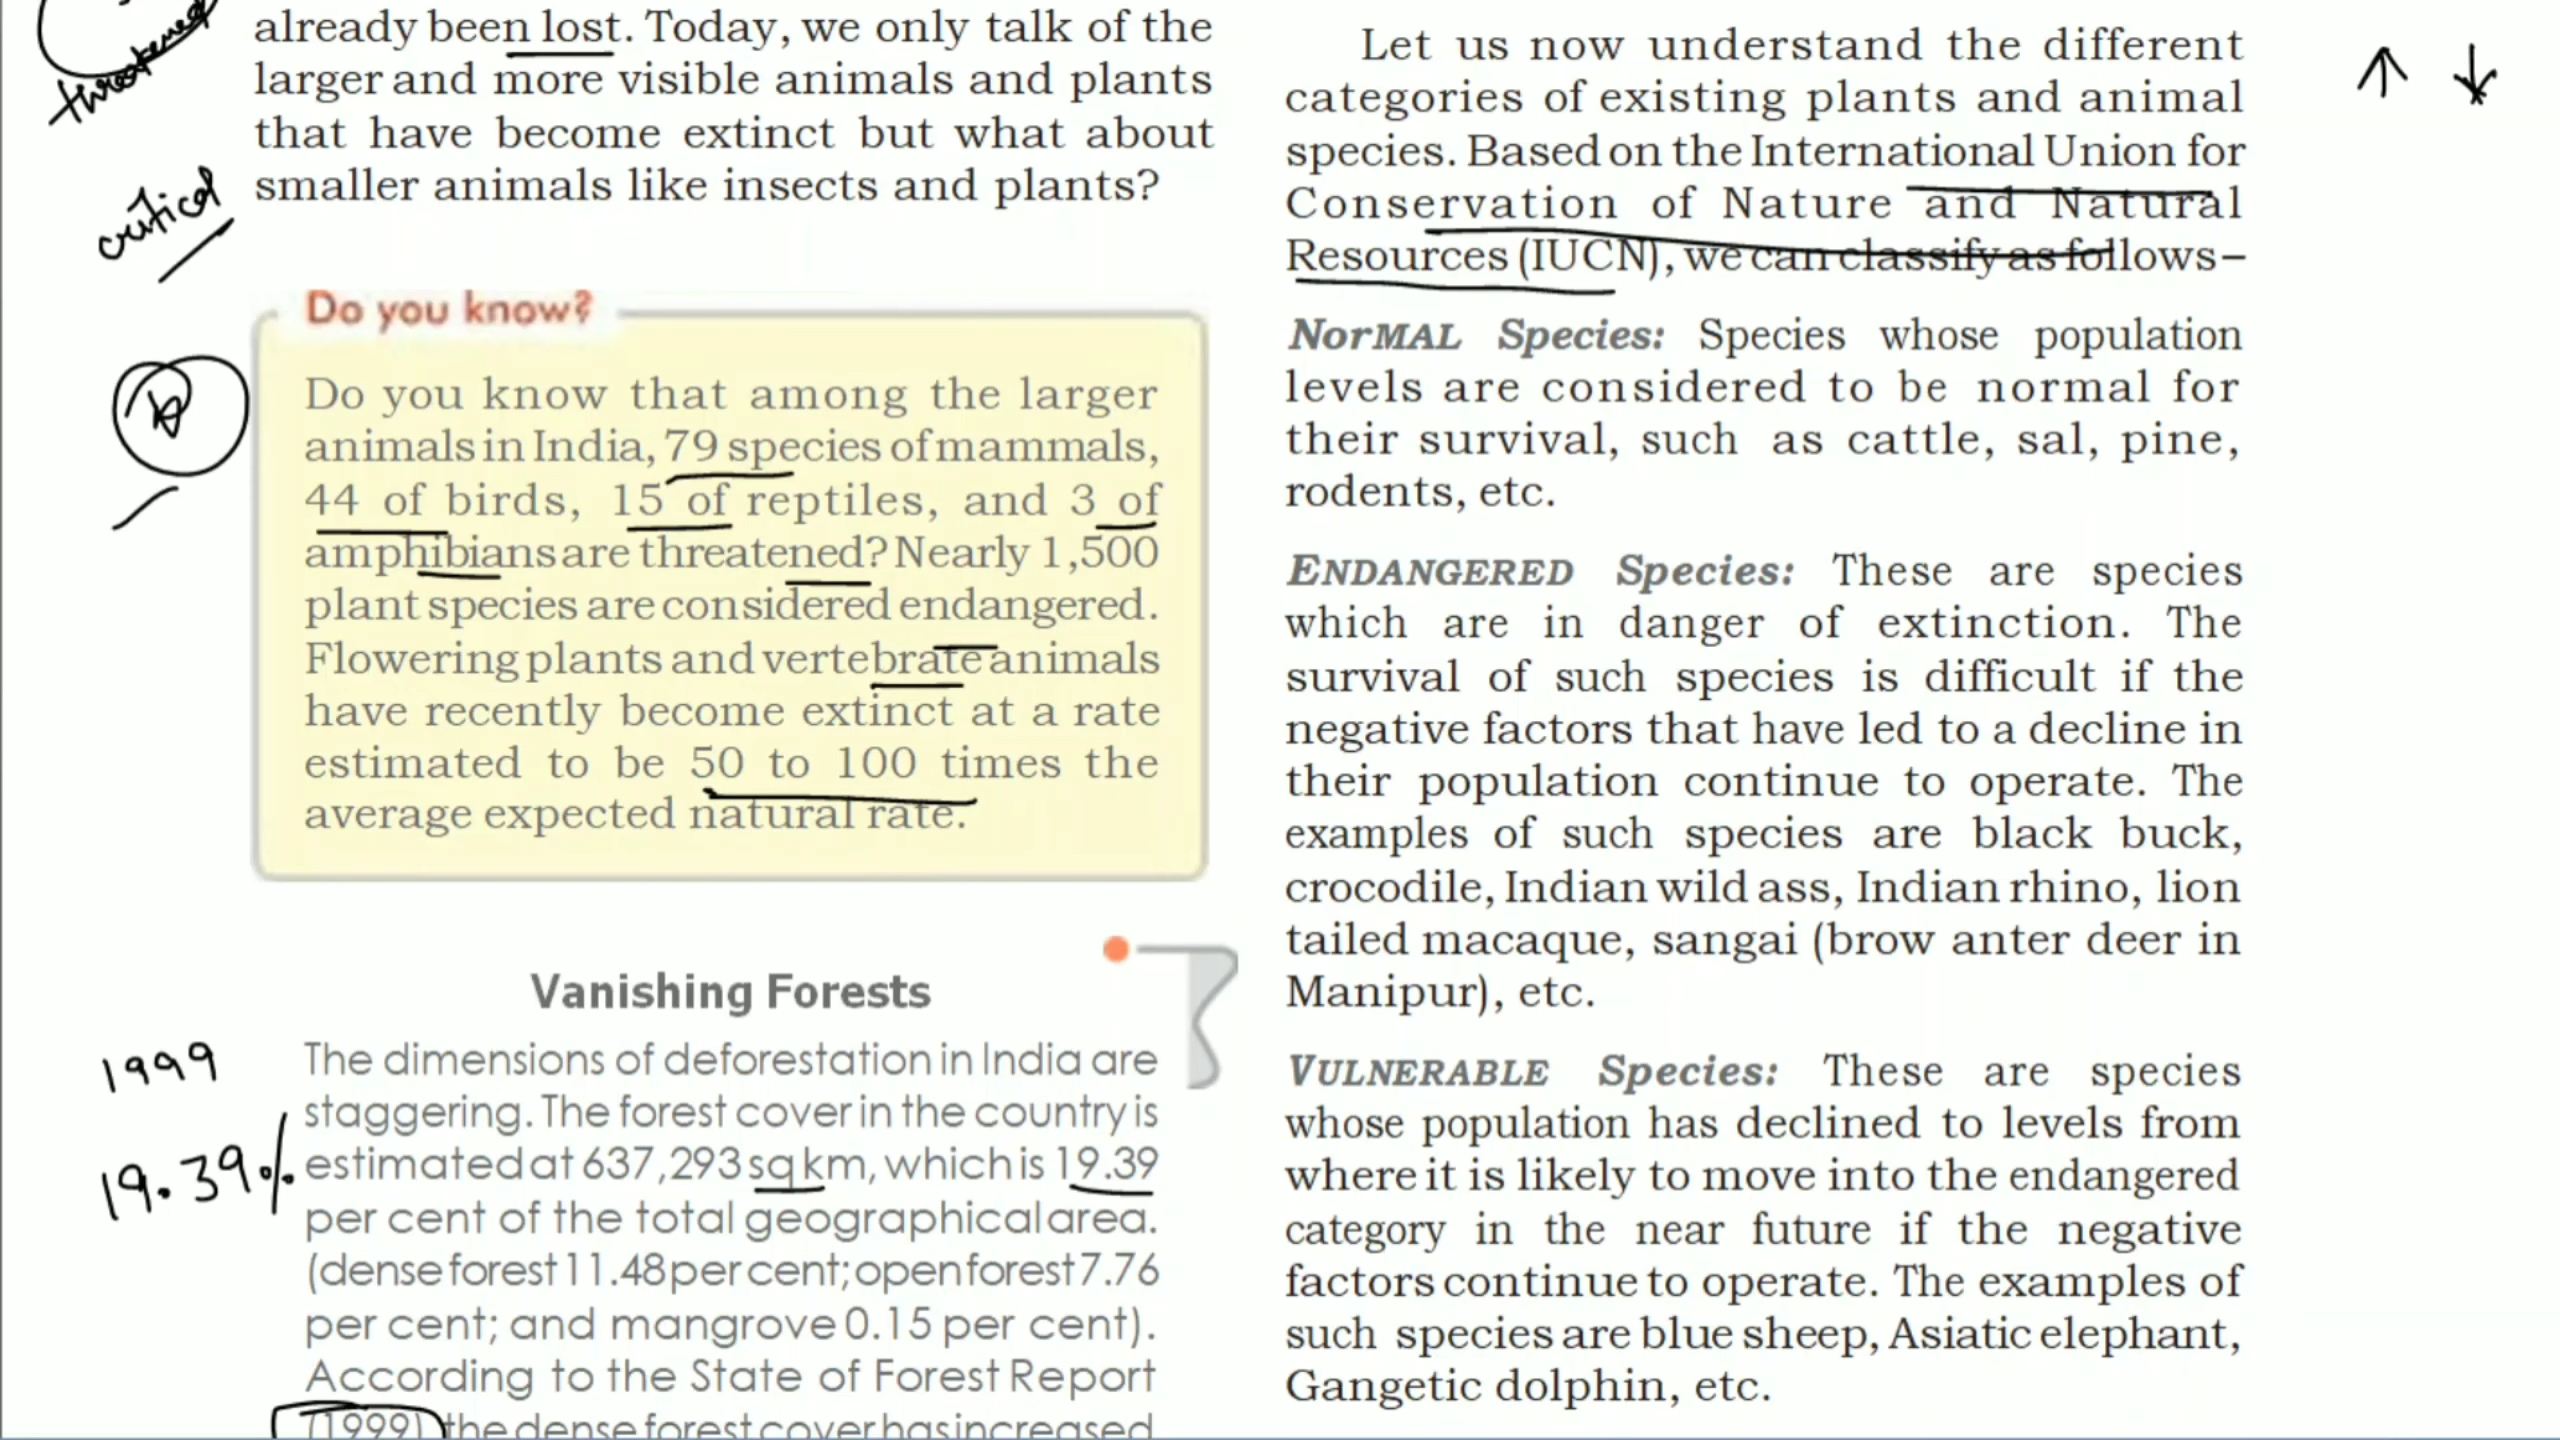 threatened
critical
1999
19.39%
already been lost. Today, we only talk of the
larger and more visible animals and plants
that have become extinct but what about
smaller animals like insects and plants?
Do you know?
Do you know that among the larger
animals in India, 79 species of mammals,
44 of birds, 15 of reptiles, and 3 of
amphibians are threatened? Nearly 1,500
plant species are considered endangered.
Flowering plants and vertebrate animals
have recently become extinct at a rate
estimated to be 50 to 100 times the
average expected natural rate.
Vanishing Forests
The dimensions of deforestation in India are
staggering. The forest cover in the country is
estimated at 637,293 sq km, which is 19.39
per cent of the total geographical area.
(dense forest 11.48 per cent; open forest 7.76
per cent; and mangrove 0.15 per cent).
According to the State of Forest Report
(1999) the dense forest cover has increased
Let us now understand the different
categories of existing plants and animal
species. Based on the International Union for
Conservation of Nature and Natural
Resources (IUCN), we can classify as follows–
NorMAL Species: Species whose population
levels are considered to be normal for
their survival, such as cattle, sal, pine,
rodents, etc.
ENDANGERED Species: These are species
which are in danger of extinction. The
survival of such species is difficult if the
negative factors that have led to a decline in
their population continue to operate. The
examples of such species are black buck,
crocodile, Indian wild ass, Indian rhino, lion
tailed macaque, sangai (brow anter deer in
Manipur), etc.
VULNERABLE Species: These are species
whose population has declined to levels from
where it is likely to move into the endangered
category in the near future if the negative
factors continue to operate. The examples of
such species are blue sheep, Asiatic elephant,
Gangetic dolphin, etc.